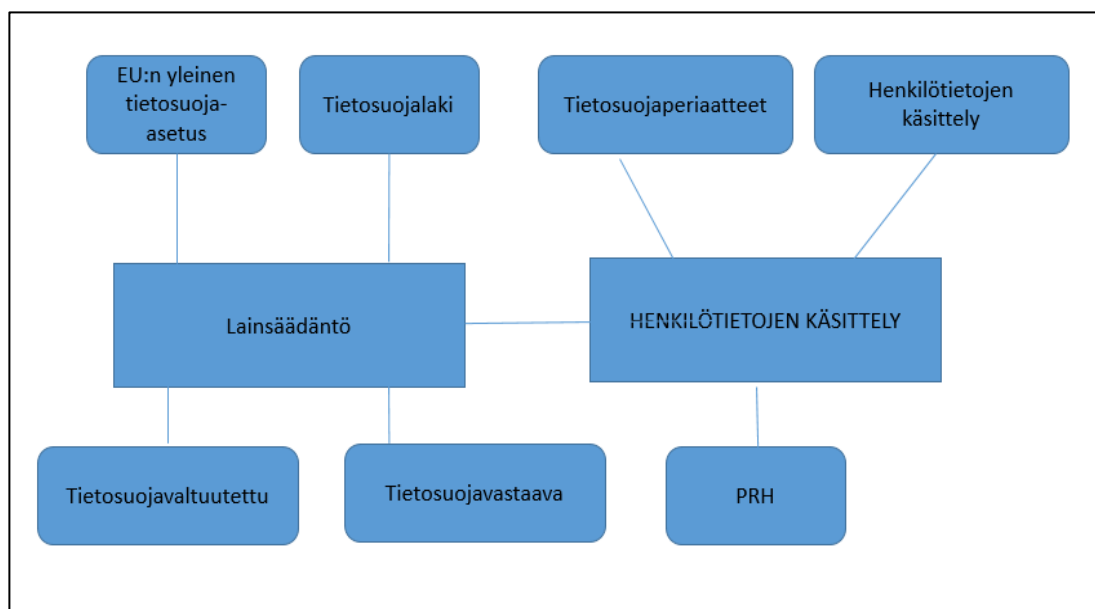 EU:n yleinen
tietosuoja-
asetus
Tietosuojalaki
Tietosuojaperiaatteet
Henkilötietojen
käsittely
Lainsäädäntö
HENKILÖTIETOJEN KÄSITTELY
Tietosuojavaltuutettu
Tietosuojavastaava
PRH